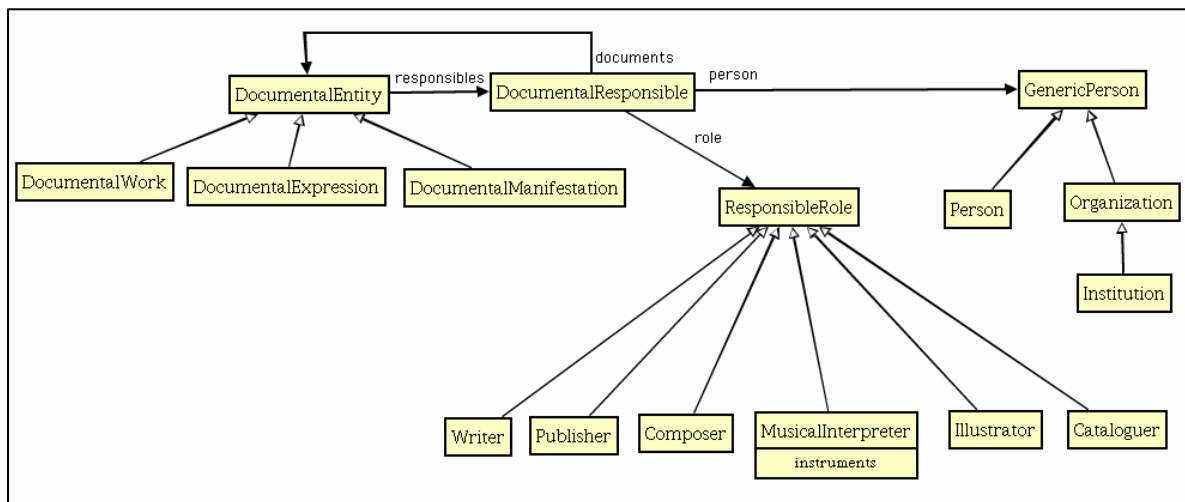 documents
responsibles
person
DocumentalEntity
DocumentalResponsible
GenericPerson
role
DocumentalWork
DocumentalExpression
DocumentalManifestation
ResponsibleRole
Person
Organization
Institution
Writer
Publisher
Composer
MusicalInterpreter
instruments
Illustrator
Cataloguer